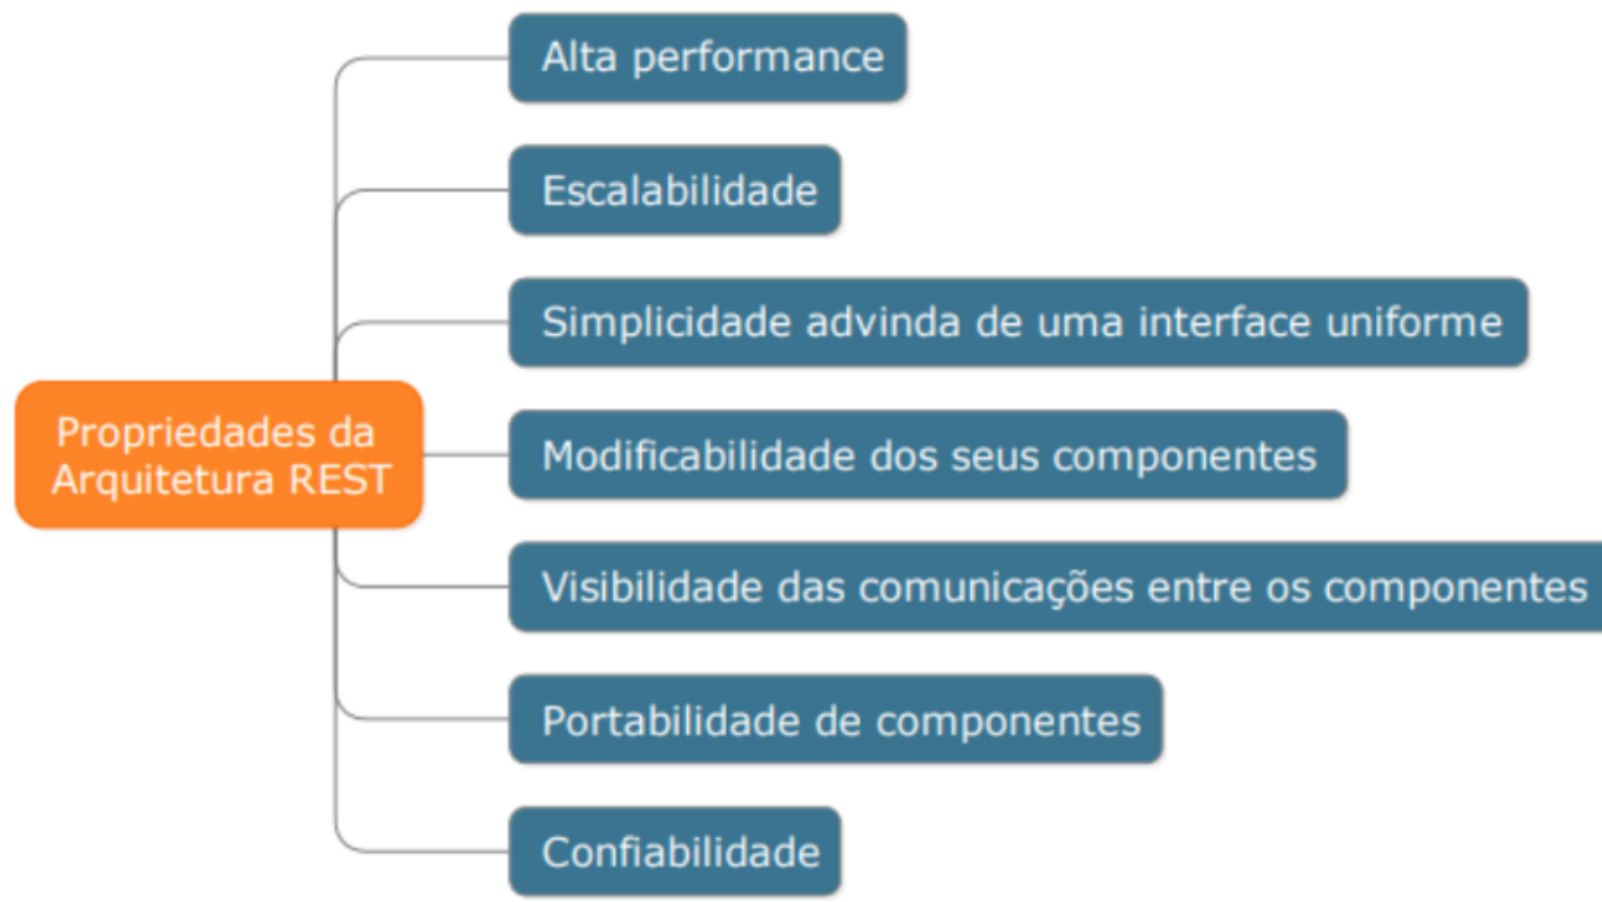 Alta performance
Escalabilidade
Simplicidade advinda de uma interface uniforme
Propriedades da
Arquitetura REST
Modificabilidade dos seus componentes
Visibilidade das comunicações entre os componentes
Portabilidade de componentes
Confiabilidade